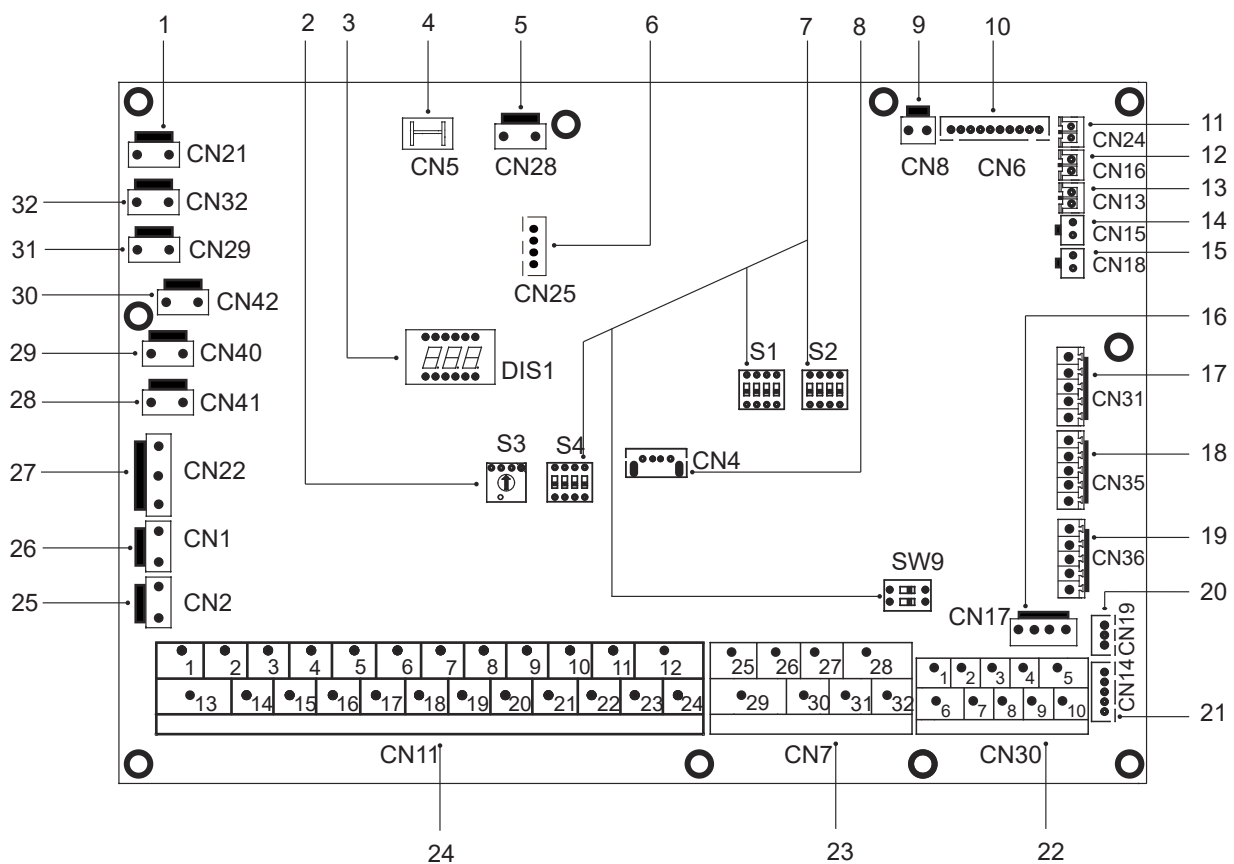 1 2 3 4 5 6 7 8 9 10
11
CN21 CN5 CN28 CN8 CN6 CN24
12
CN16
13
32 CN32 CN13
14
31 CN29 CN15
15
CN25 CN18
30 CN42
16
29 CN40
DIS1 S1 S2
17
28 CN41 CN31
S3 S4
27 CN22 CN4 18
2
CN35
26 CN1 19
SW9 CN36
25 CN2 20
CN17 CN19
1 2 3 4 5 6 7 8 9 10 11 12 25 26 27 28 1 2 3 4 5
CN14
13 14 15 16 17 18 19 20 21 22 23 24 29 30 31 32 6 7 8 9 10
21
CN11 CN7 CN30
24 23 22